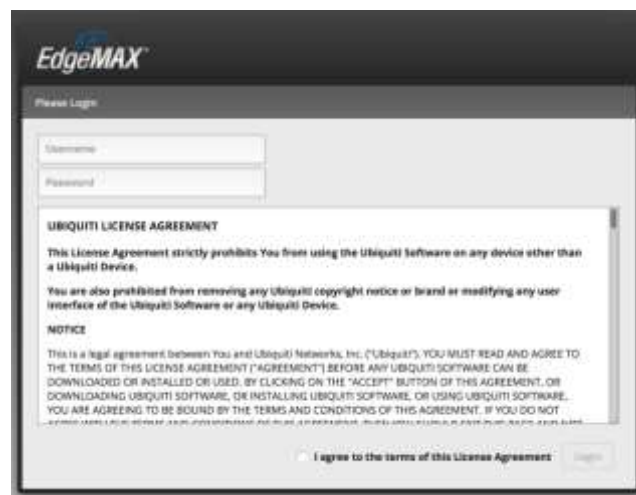 EdgeMAX
Please Login
Username
Password
UBIQUITI LICENSE AGREEMENT
This License Agreement strictly prohibits You from using the Ubiquiti Software on any device other than
a Ubiquiti Device.
You are also prohibited from removing any Ubiquiti copyright notice or brand or modifying any user
interface of the Ubiquiti Software or any Ubiquiti Device.
NOTICE
This is a legal agreement between You and Ubiquiti Networks, Inc. ("Ubiquiti"). YOU MUST READ AND AGREE TO
THE TERMS OF THIS LICENSE AGREEMENT ("AGREEMENT") BEFORE ANY UBIQUITI SOFTWARE CAN BE
DOWNLOADED OR INSTALLED OR USED. BY CLICKING ON THE "ACCEPT" BUTTON OF THIS AGREEMENT, OR
DOWNLOADING UBIQUITI SOFTWARE, OR INSTALLING UBIQUITI SOFTWARE, OR USING UBIQUITI SOFTWARE,
YOU ARE AGREEING TO BE BOUND BY THE TERMS AND CONDITIONS OF THIS AGREEMENT. IF YOU DO NOT
I agree to the terms of this License Agreement
Login